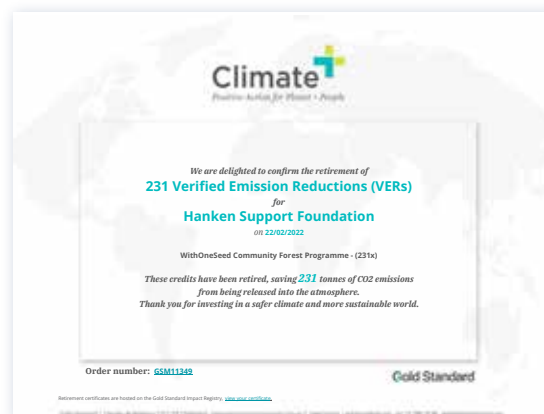 Climate+
Positive Action for Planet + People
We are delighted to confirm the retirement of
231 Verified Emission Reductions (VERs)
for
Hanken Support Foundation
on 22/02/2022
WithOneSeed Community Forest Programme - (231x)
These credits have been retired, saving 231 tonnes of CO2 emissions
from being released into the atmosphere.
Thank you for investing in a safer climate and more sustainable world.
Order number: GSM11349
Gold Standard
Retirement certificates are hosted on the Gold Standard Impact Registry, view your certificate.